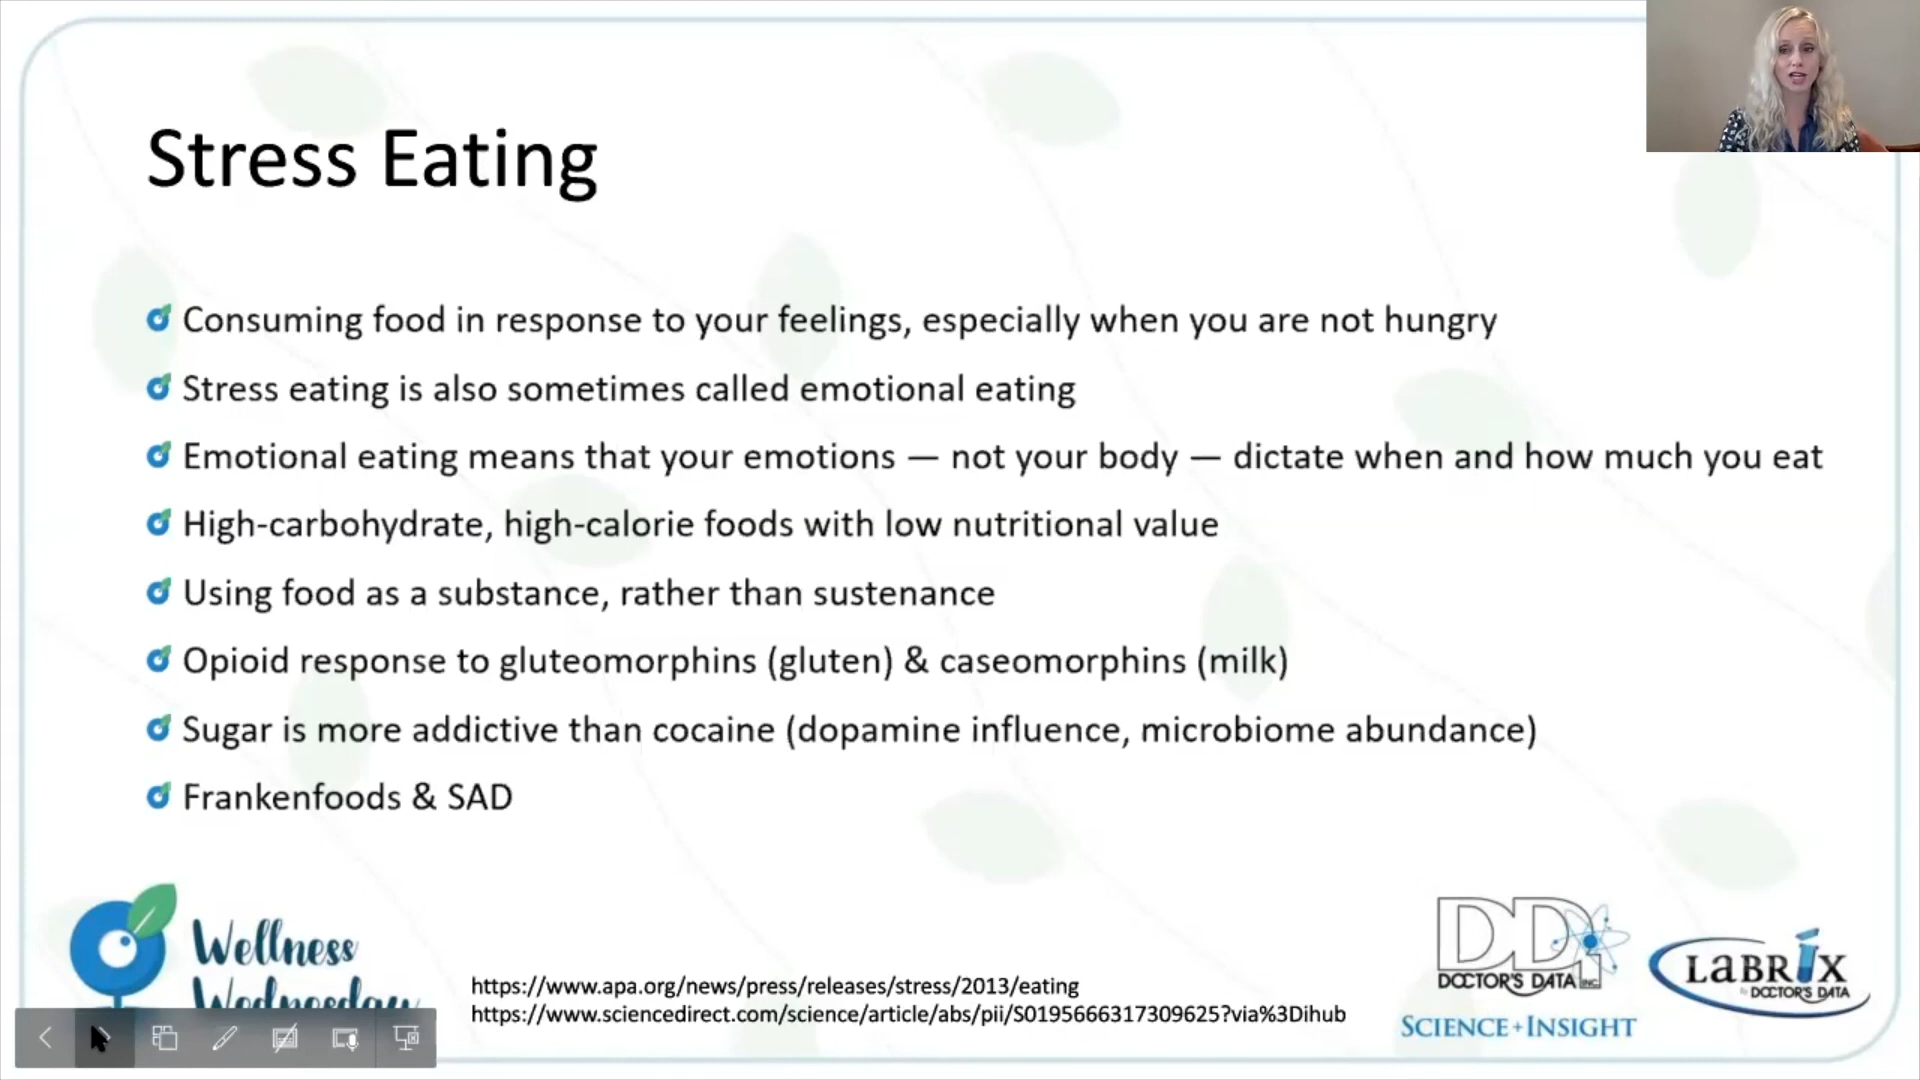 Stress Eating
Consuming food in response to your feelings, especially when you are not hungry
Stress eating is also sometimes called emotional eating
Emotional eating means that your emotions — not your body — dictate when and how much you eat
High-carbohydrate, high-calorie foods with low nutritional value
Using food as a substance, rather than sustenance
Opioid response to gluteomorphins (gluten) & caseomorphins (milk)
Sugar is more addictive than cocaine (dopamine influence, microbiome abundance)
Frankenfoods & SAD
Wellness
Wednesday
https://www.apa.org/news/press/releases/stress/2013/eating
https://www.sciencedirect.com/science/article/abs/pii/S0195666317309625?via%3Dihub
DDI
DOCTOR'S DATA INC.
SCIENCE + INSIGHT
LABRIX
by DOCTOR'S DATA